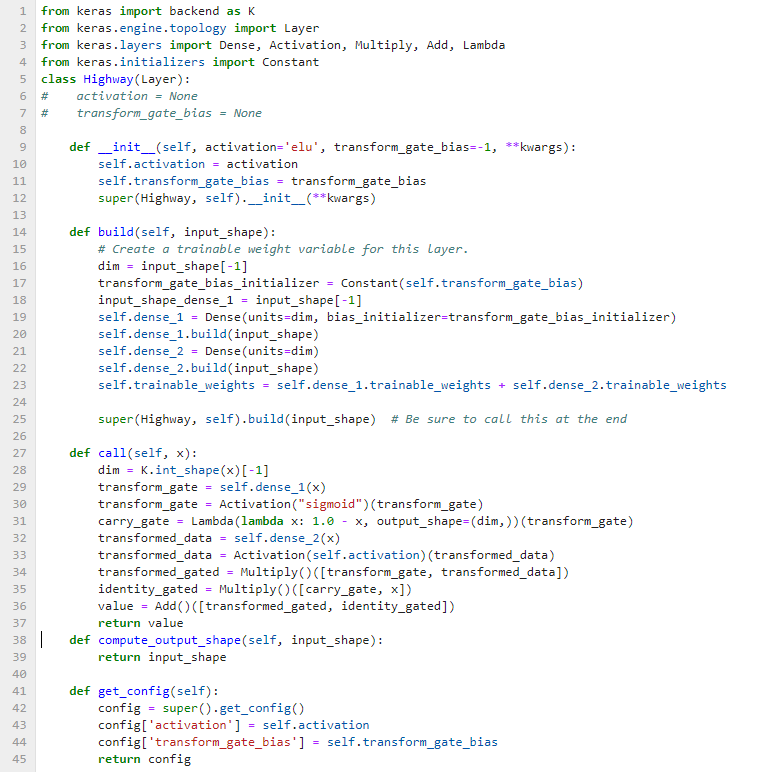 1 from keras import backend as K
2 from keras.engine.topology import Layer
3 from keras.layers import Dense, Activation, Multiply, Add, Lambda
4 from keras.initializers import Constant
5 class Highway(Layer):
6 #    activation = None
7 #    transform_gate_bias = None
8
9     def __init__(self, activation='elu', transform_gate_bias=-1, **kwargs):
10         self.activation = activation
11         self.transform_gate_bias = transform_gate_bias
12         super(Highway, self).__init__(**kwargs)
13
14     def build(self, input_shape):
15         # Create a trainable weight variable for this layer.
16         dim = input_shape[-1]
17         transform_gate_bias_initializer = Constant(self.transform_gate_bias)
18         input_shape_dense_1 = input_shape[-1]
19         self.dense_1 = Dense(units=dim, bias_initializer=transform_gate_bias_initializer)
20         self.dense_1.build(input_shape)
21         self.dense_2 = Dense(units=dim)
22         self.dense_2.build(input_shape)
23         self.trainable_weights = self.dense_1.trainable_weights + self.dense_2.trainable_weights
24
25         super(Highway, self).build(input_shape)  # Be sure to call this at the end
26
27     def call(self, x):
28         dim = K.int_shape(x)[-1]
29         transform_gate = self.dense_1(x)
30         transform_gate = Activation("sigmoid")(transform_gate)
31         carry_gate = Lambda(lambda x: 1.0 - x, output_shape=(dim,))(transform_gate)
32         transformed_data = self.dense_2(x)
33         transformed_data = Activation(self.activation)(transformed_data)
34         transformed_gated = Multiply()([transform_gate, transformed_data])
35         identity_gated = Multiply()([carry_gate, x])
36         value = Add()([transformed_gated, identity_gated])
37         return value
38     def compute_output_shape(self, input_shape):
39         return input_shape
40
41     def get_config(self):
42         config = super().get_config()
43         config['activation'] = self.activation
44         config['transform_gate_bias'] = self.transform_gate_bias
45         return config